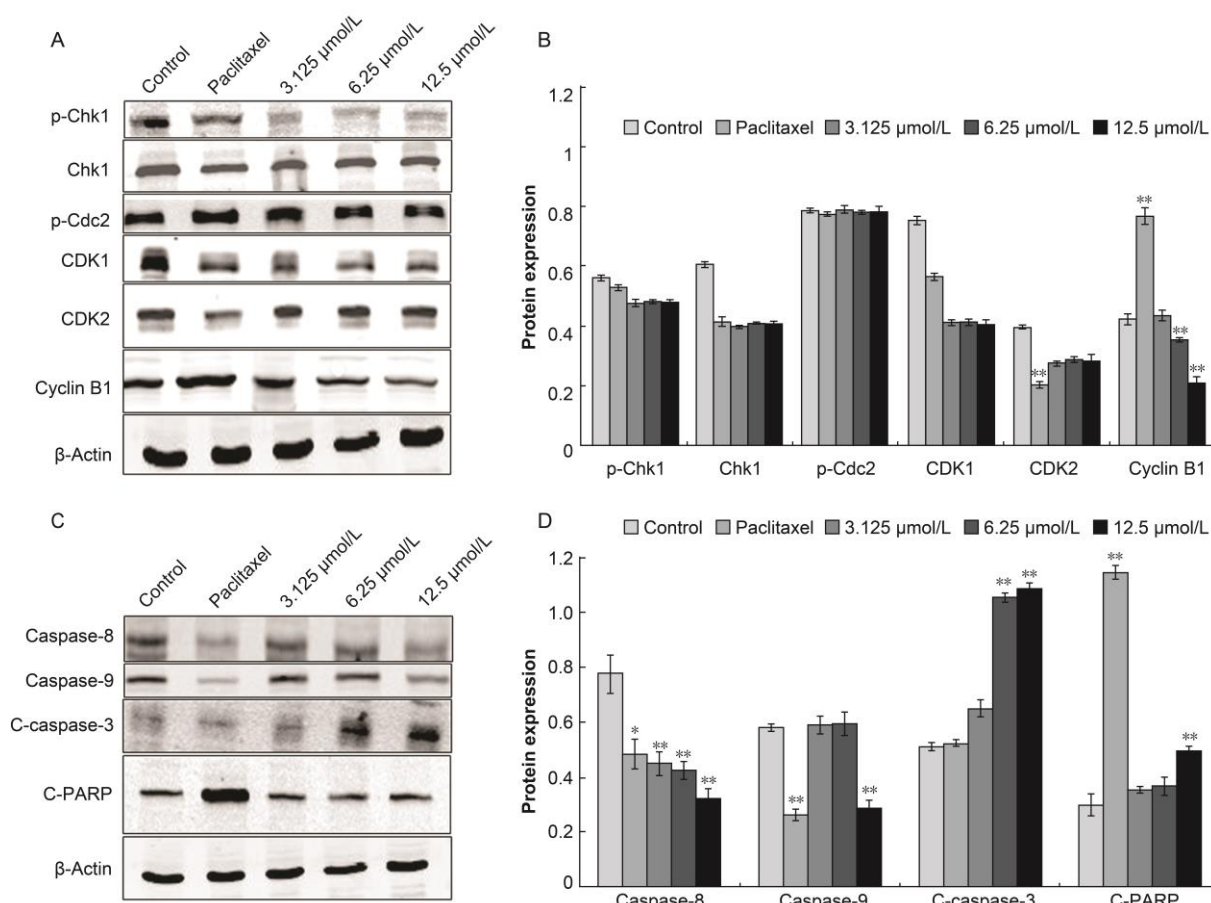 A
Control
Paclitaxel
3.125 μmol/L
6.25 μmol/L
12.5 μmol/L
p-Chk1
Chk1
p-Cdc2
CDK1
CDK2
Cyclin B1
β-Actin
B
Control Paclitaxel 3.125 μmol/L 6.25 μmol/L 12.5 μmol/L
Protein expression
1.2
1
0.8
0.6
0.4
0.2
0
**
**
**
**
p-Chk1 Chk1 p-Cdc2 CDK1 CDK2 Cyclin B1
C
Control
Paclitaxel
3.125 μmol/L
6.25 μmol/L
12.5 μmol/L
Caspase-8
Caspase-9
C-caspase-3
C-PARP
β-Actin
D
Control Paclitaxel 3.125 μmol/L 6.25 μmol/L 12.5 μmol/L
Protein expression
1.2
1.0
0.8
0.6
0.4
0.2
0
*
**
**
**
**
**
**
**
**
**
Caspase-8 Caspase-9 C-caspase-3 C-PARP